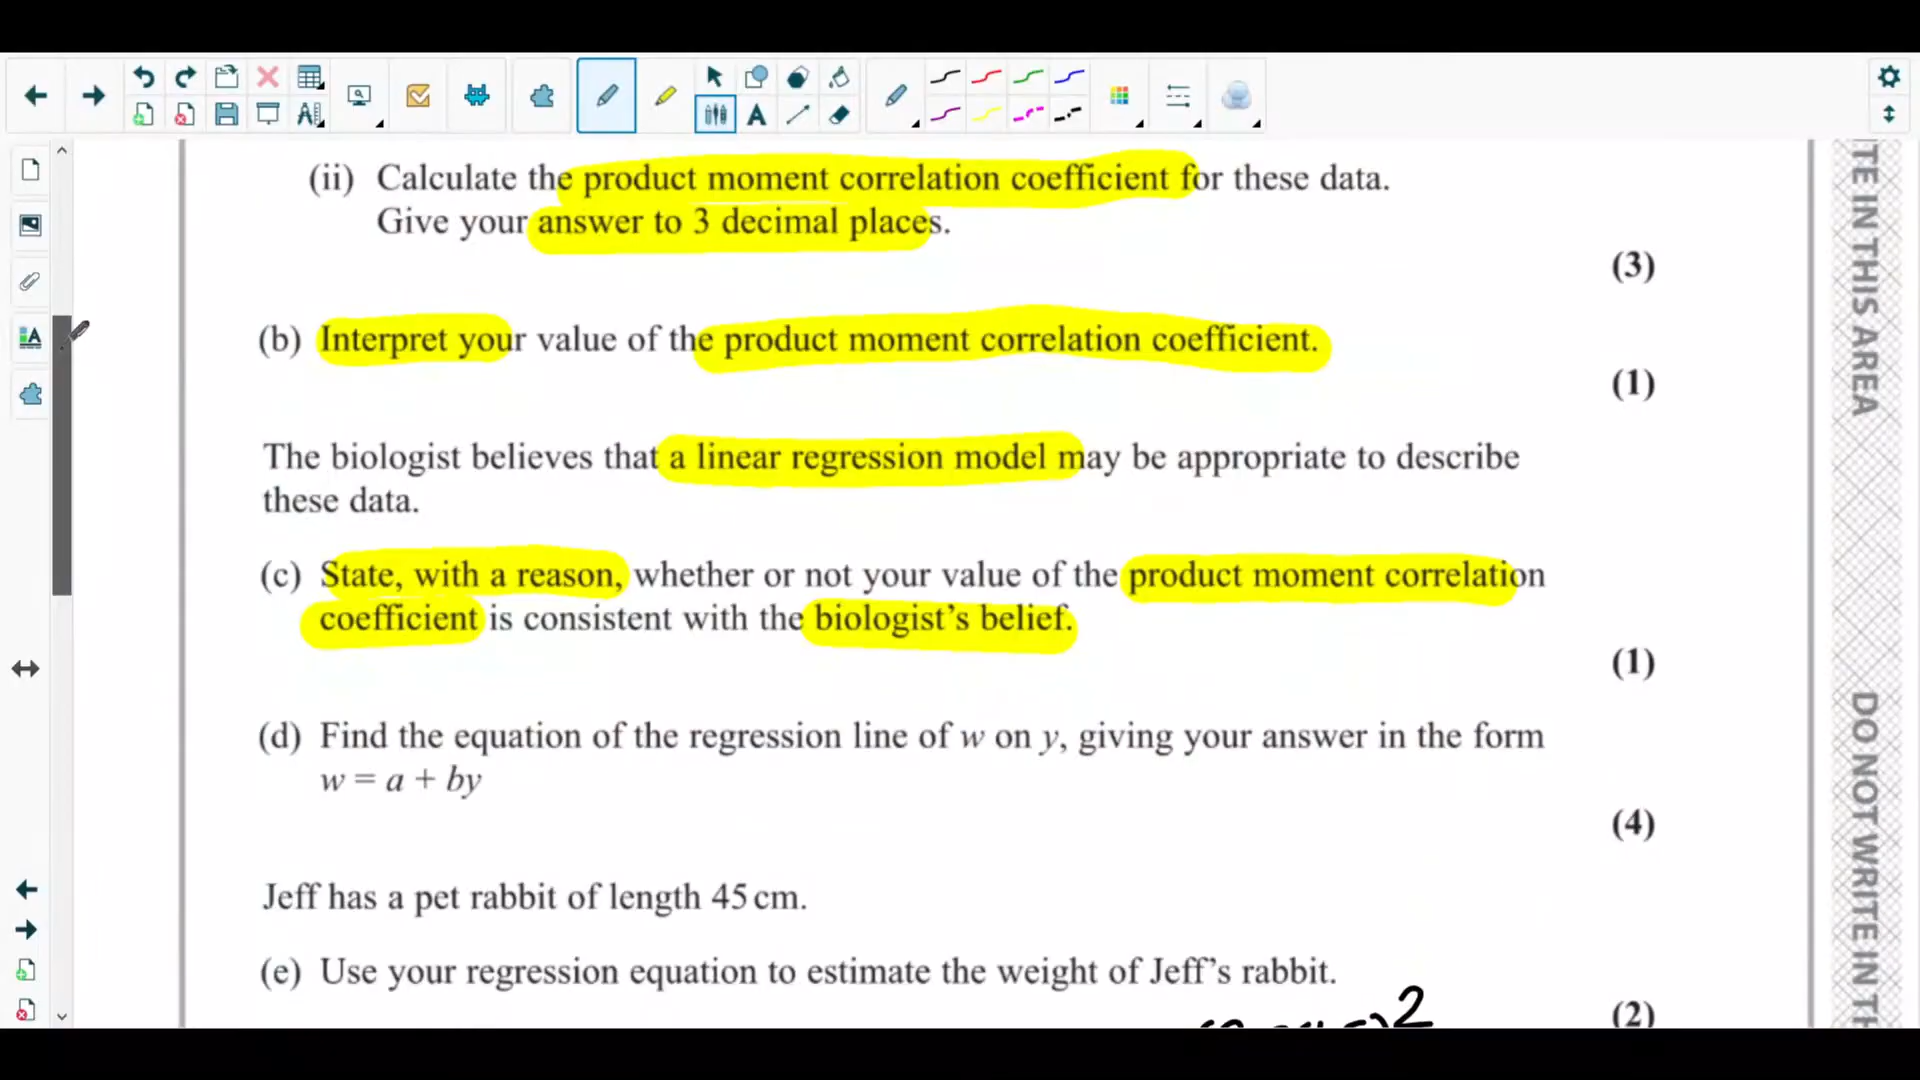 (ii) Calculate the product moment correlation coefficient for these data.
Give your answer to 3 decimal places.
(3)
(b) Interpret your value of the product moment correlation coefficient.
(1)
The biologist believes that a linear regression model may be appropriate to describe
these data.
(c) State, with a reason, whether or not your value of the product moment correlation
coefficient is consistent with the biologist's belief.
(1)
(d) Find the equation of the regression line of w on y, giving your answer in the form
w = a + by
(4)
Jeff has a pet rabbit of length 45 cm.
(e) Use your regression equation to estimate the weight of Jeff's rabbit.
(2)
2
TE IN THIS AREA
DO NOT WRITE IN TH